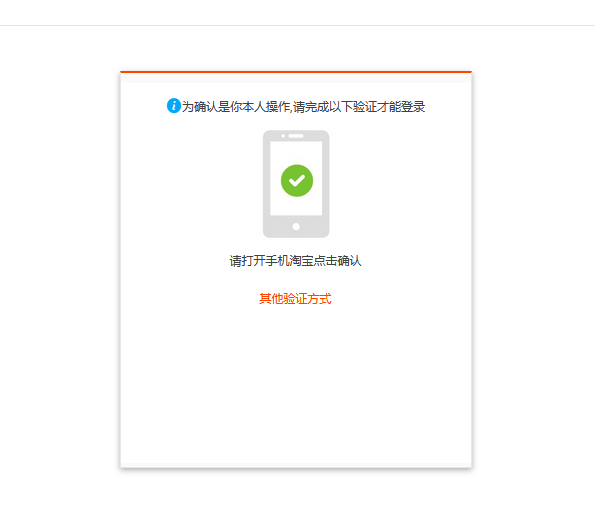 为确认是你本人操作,请完成以下验证才能登录
请打开手机淘宝点击确认
其他验证方式